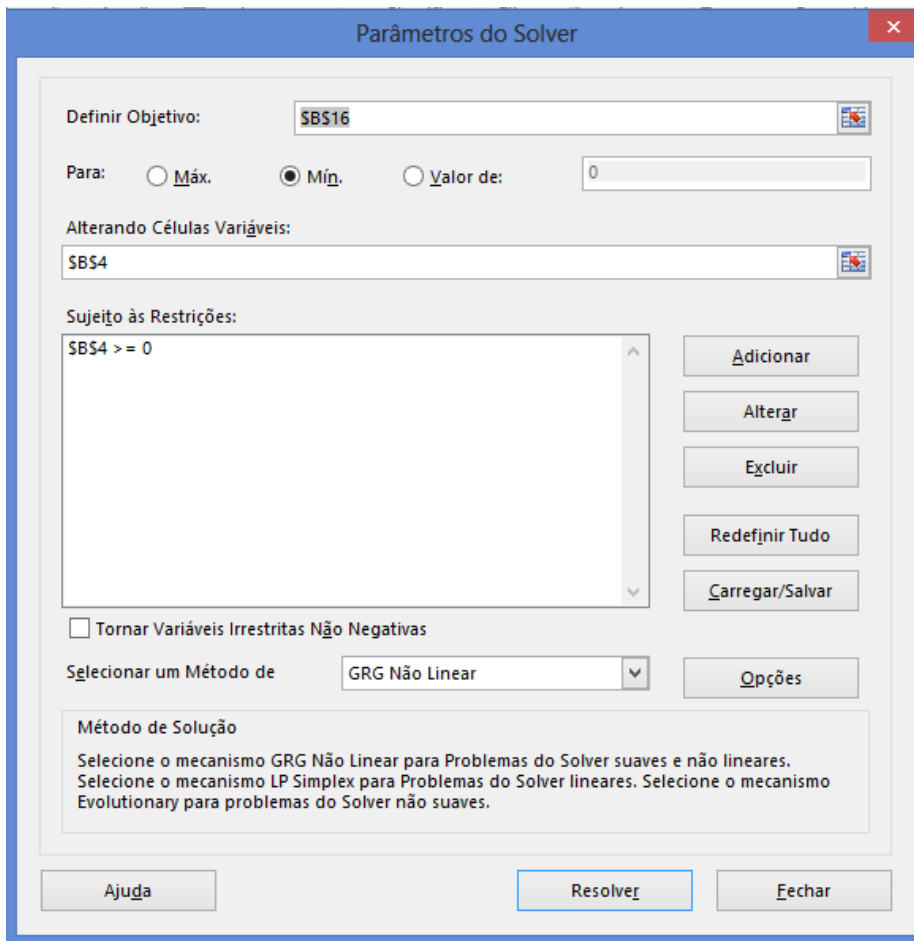 Parâmetros do Solver
Definir Objetivo:
$B$16
Para:
Máx.
Mín.
Valor de:
0
Alterando Células Variáveis:
$B$4
Sujeito às Restrições:
$B$4 >= 0
Adicionar
Alterar
Excluir
Redefinir Tudo
Carregar/Salvar
Tornar Variáveis Irrestritas Não Negativas
Selecionar um Método de
GRG Não Linear
Opções
Método de Solução
Selecione o mecanismo GRG Não Linear para Problemas do Solver suaves e não lineares.
Selecione o mecanismo LP Simplex para Problemas do Solver lineares. Selecione o mecanismo
Evolutionary para problemas do Solver não suaves.
Ajuda
Resolver
Fechar